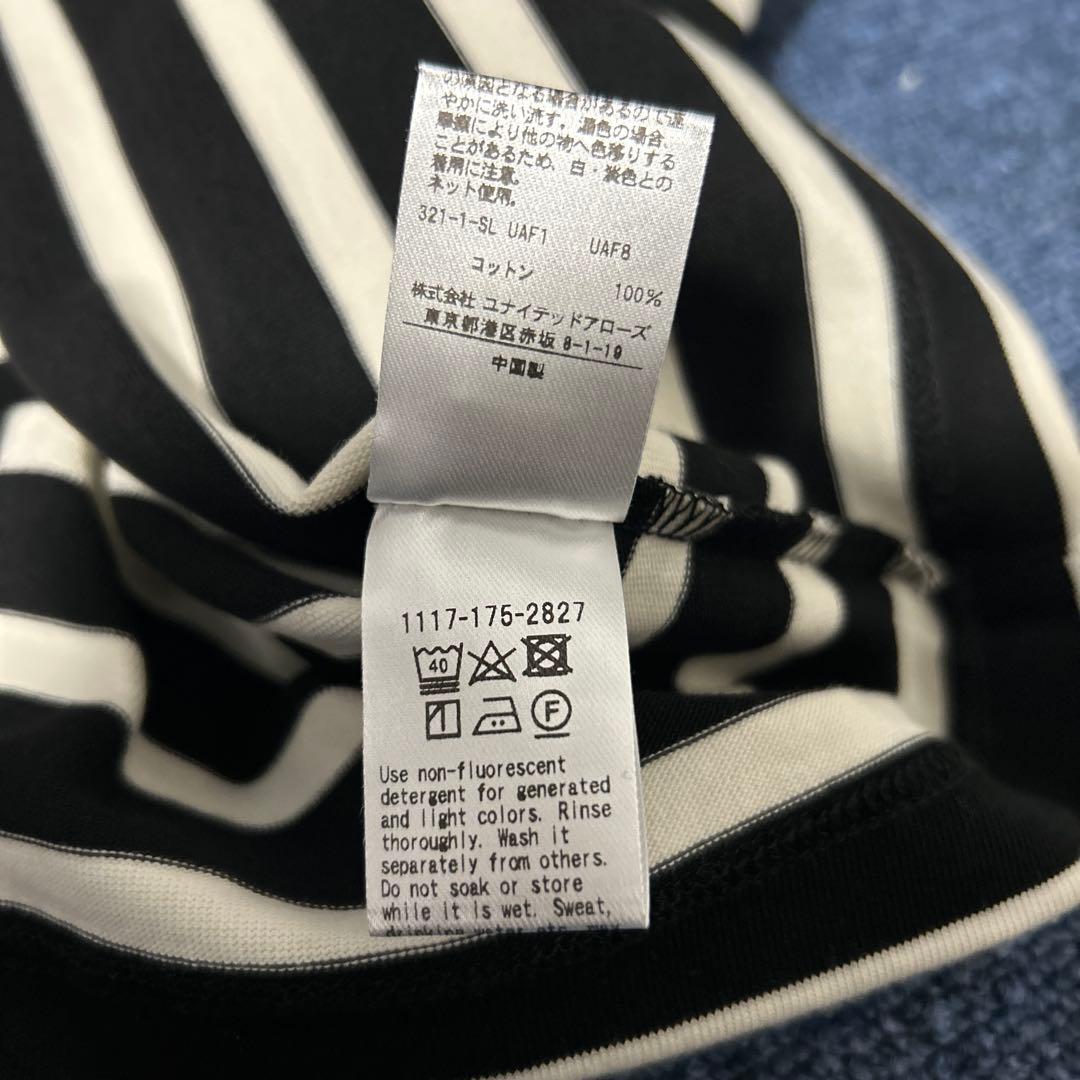 の原因となる場合があるので速
やかに洗い流す。濃色の場合、
摩擦により他の物へ色移りする
ことがあるため、白・淡色との
着用に注意。
ネット使用。
321-1-SL UAF1 UAF8
コットン 100%
株式会社 ユナイテッドアローズ
東京都港区赤坂 8-1-19
中国製
1117-175-2827
40
F
Use non-fluorescent
detergent for generated
and light colors. Rinse
thoroughly. Wash it
separately from others.
Do not soak or store
while it is wet. Sweat,
drinking water, etc. may